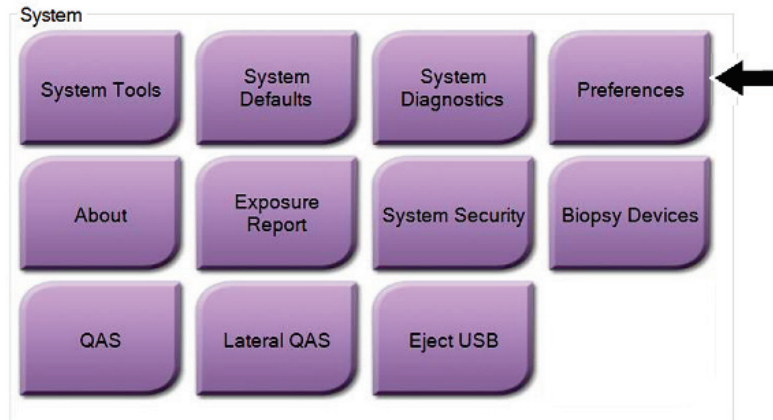 System
System Tools
System
Defaults
System
Diagnostics
Preferences
About
Exposure
Report
System Security
Biopsy Devices
QAS
Lateral QAS
Eject USB